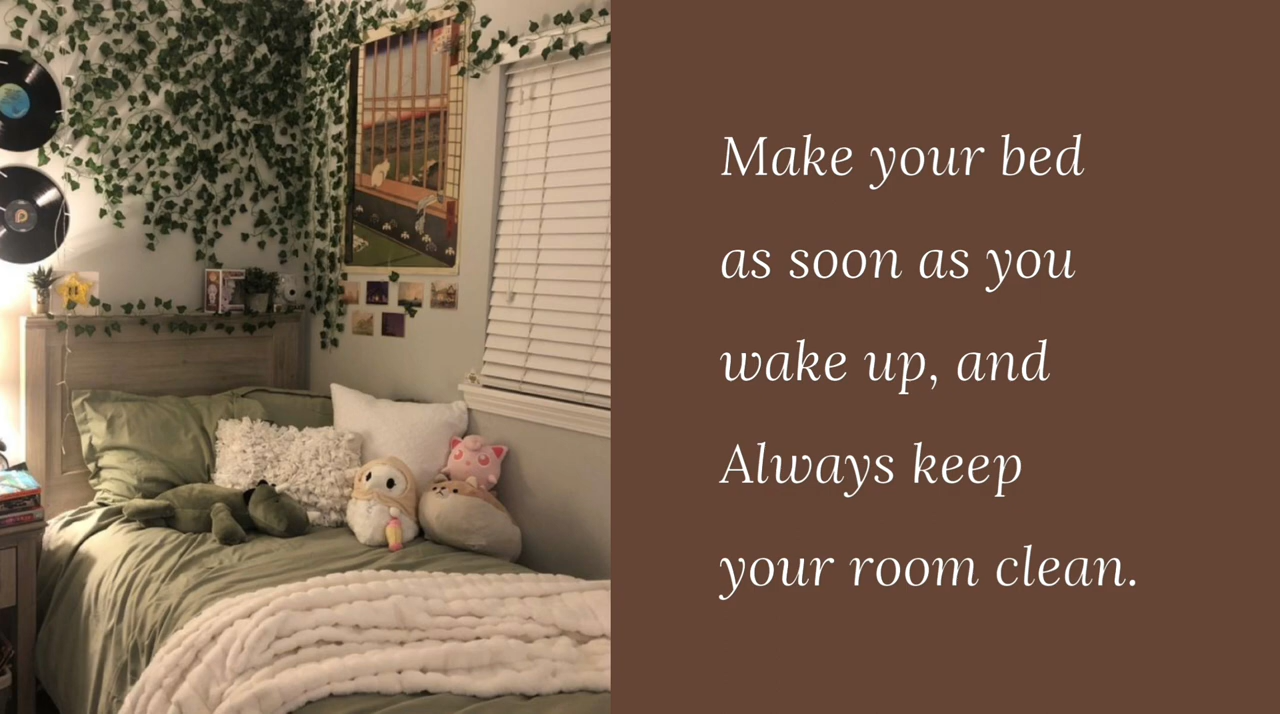 Make your bed
as soon as you
wake up, and
Always keep
your room clean.